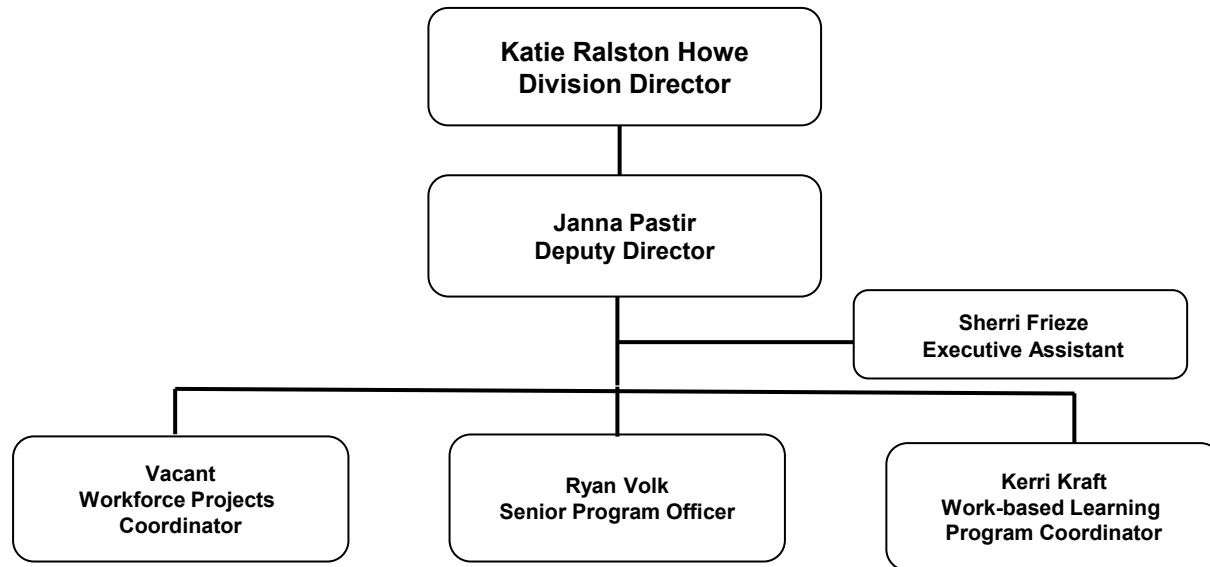 Katie Ralston Howe
Division Director
Janna Pastir
Deputy Director
Sherri Frieze
Executive Assistant
Vacant
Workforce Projects
Coordinator
Ryan Volk
Senior Program Officer
Kerri Kraft
Work-based Learning
Program Coordinator